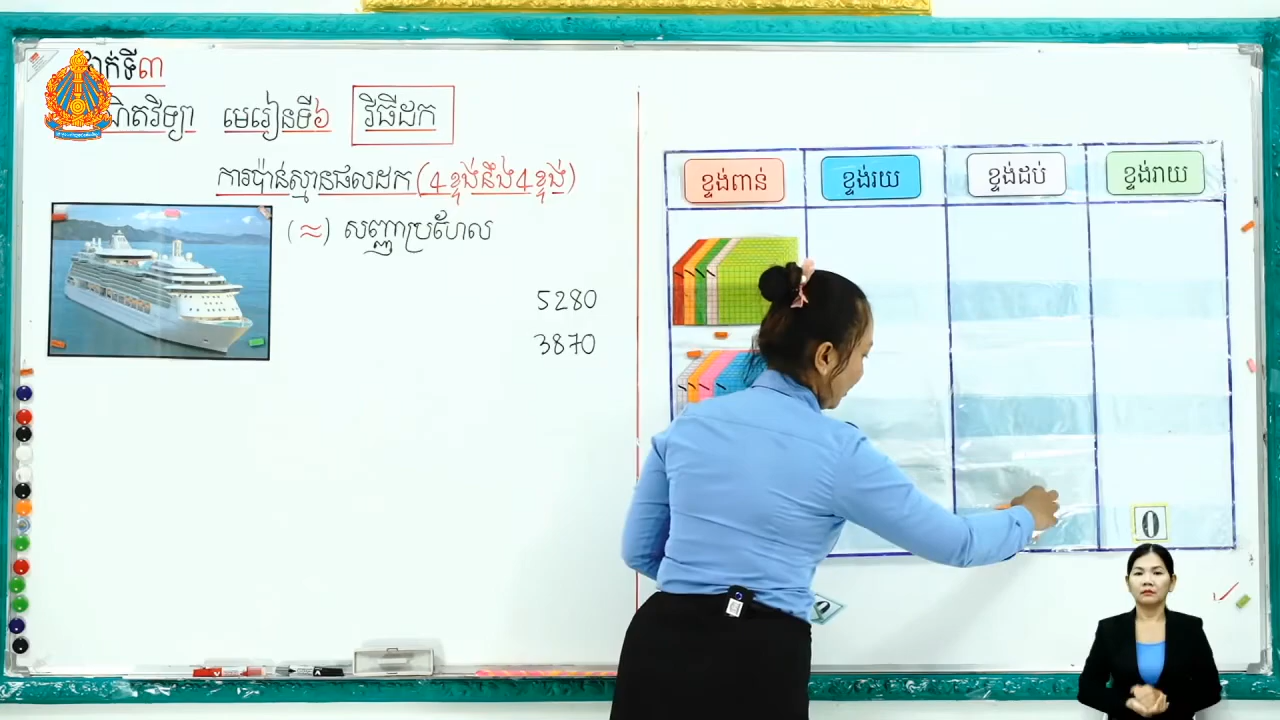 ថ្នាក់ទី៣
គណិតវិទ្យា មេរៀនទី៦ វិធីដក
ការប៉ាន់ស្មានផលដក (4ខ្ទង់នឹង4ខ្ទង់)
(≈) សញ្ញាប្រហែល
5280
3870
ខ្ទង់ពាន់ ខ្ទង់រយ ខ្ទង់ដប់ ខ្ទង់រាយ
0